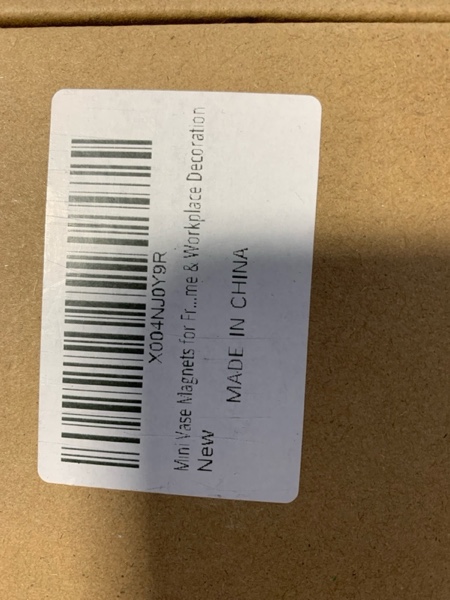 X004NJ0Y9R
Mini Vase Magnets for Fr...me & Workplace Decoration
New
MADE IN CHINA